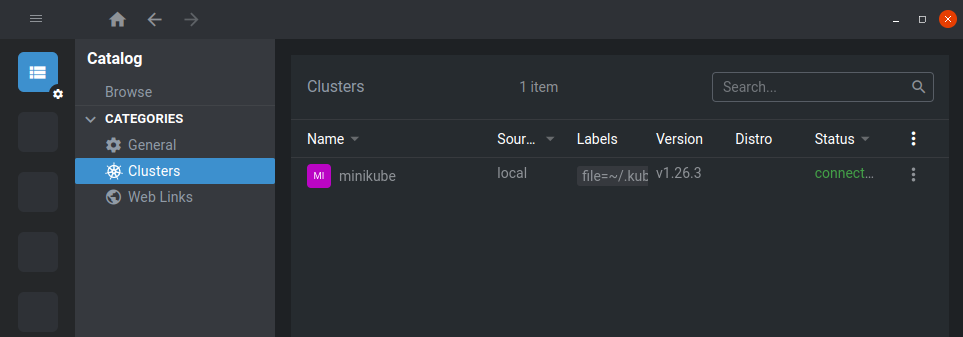 Catalog
Browse
CATEGORIES
General
Clusters
Web Links
Clusters 1 item Search...
Name Sour... Labels Version Distro Status
MI minikube local file=~/.kub v1.26.3 connect...